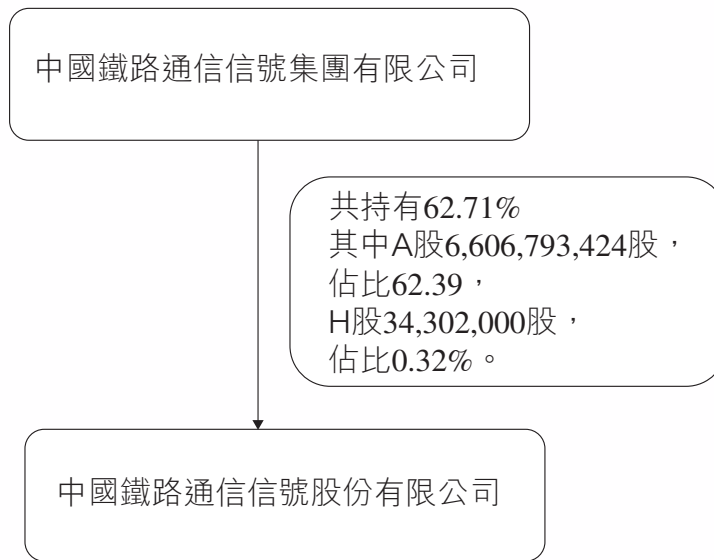 中國鐵路通信信號集團有限公司
共持有62.71%
其中A股6,606,793,424股，
佔比62.39，
H股34,302,000股，
佔比0.32%。
中國鐵路通信信號股份有限公司